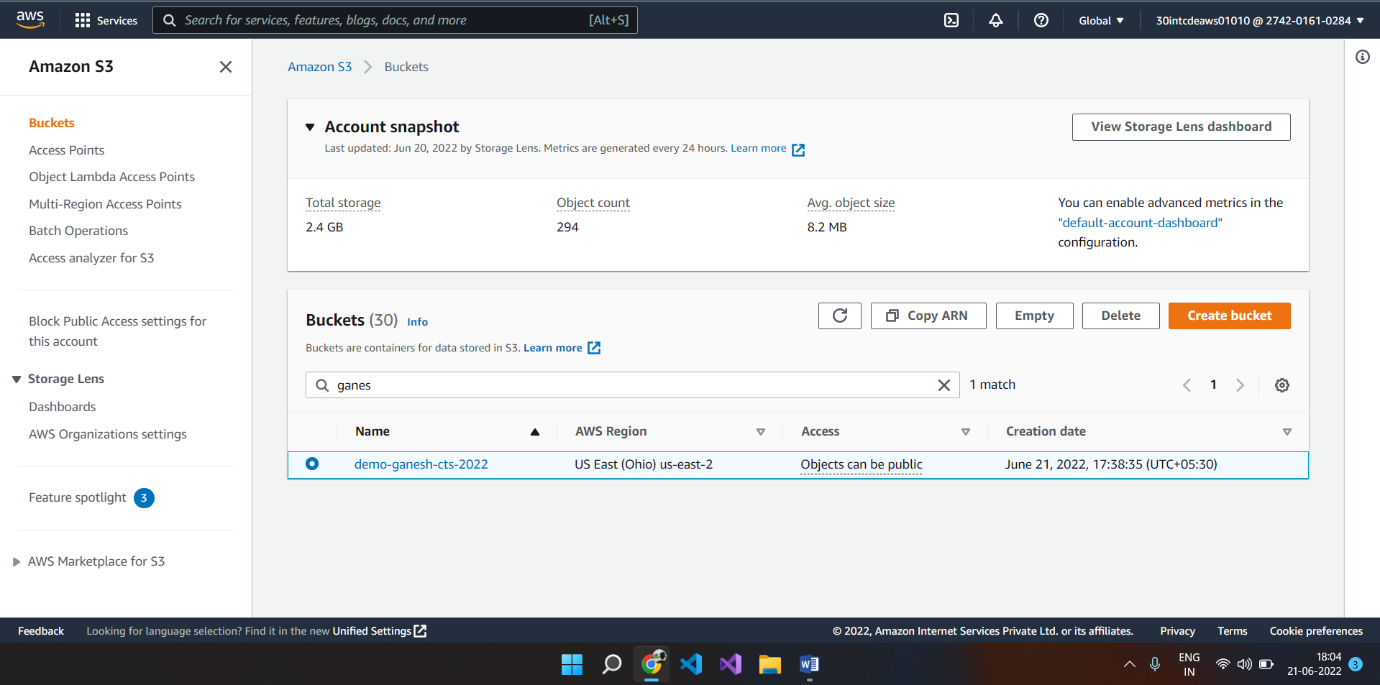 aws
Services
Search for services, features, blogs, docs, and more
[Alt+S]
Global
30intcdeaws01010 @ 2742-0161-0284
Amazon S3
Buckets
Access Points
Object Lambda Access Points
Multi-Region Access Points
Batch Operations
Access analyzer for S3
Block Public Access settings for
this account
Storage Lens
Dashboards
AWS Organizations settings
Feature spotlight 3
AWS Marketplace for S3
Amazon S3 > Buckets
Account snapshot
Last updated: Jun 20, 2022 by Storage Lens. Metrics are generated every 24 hours. Learn more
View Storage Lens dashboard
Total storage
2.4 GB
Object count
294
Avg. object size
8.2 MB
You can enable advanced metrics in the
"default-account-dashboard"
configuration.
Buckets (30) Info
Buckets are containers for data stored in S3. Learn more
Copy ARN
Empty
Delete
Create bucket
ganes
1 match
1
Name AWS Region Access Creation date
demo-ganesh-cts-2022 US East (Ohio) us-east-2 Objects can be public June 21, 2022, 17:38:35 (UTC+05:30)
Feedback Looking for language selection? Find it in the new Unified Settings
© 2022, Amazon Internet Services Private Ltd. or its affiliates. Privacy Terms Cookie preferences
ENG
IN
18:04
21-06-2022
3